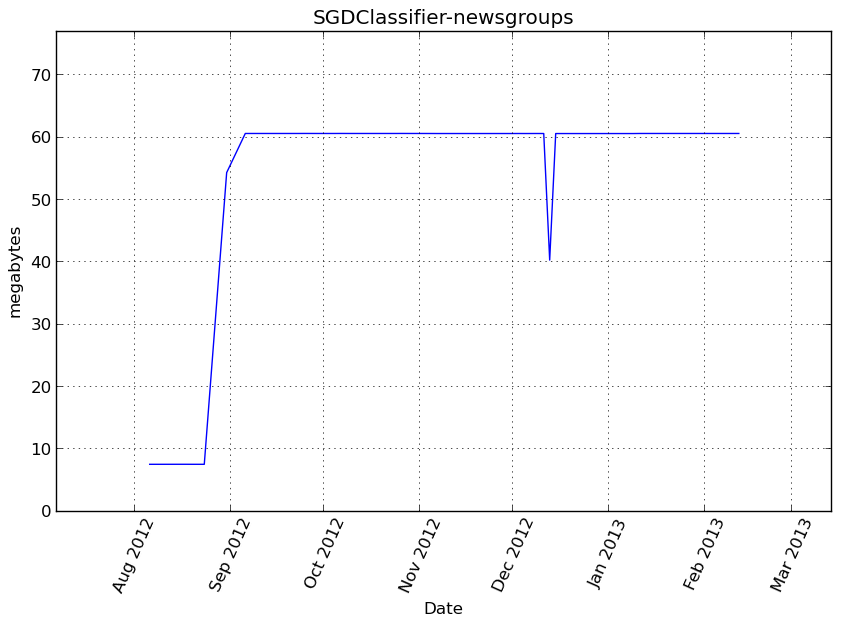 SGDClassifier-newsgroups
70
60
50
40
30
20
10
0
megabytes
Aug 2012
Sep 2012
Oct 2012
Nov 2012
Dec 2012
Jan 2013
Feb 2013
Mar 2013
Date